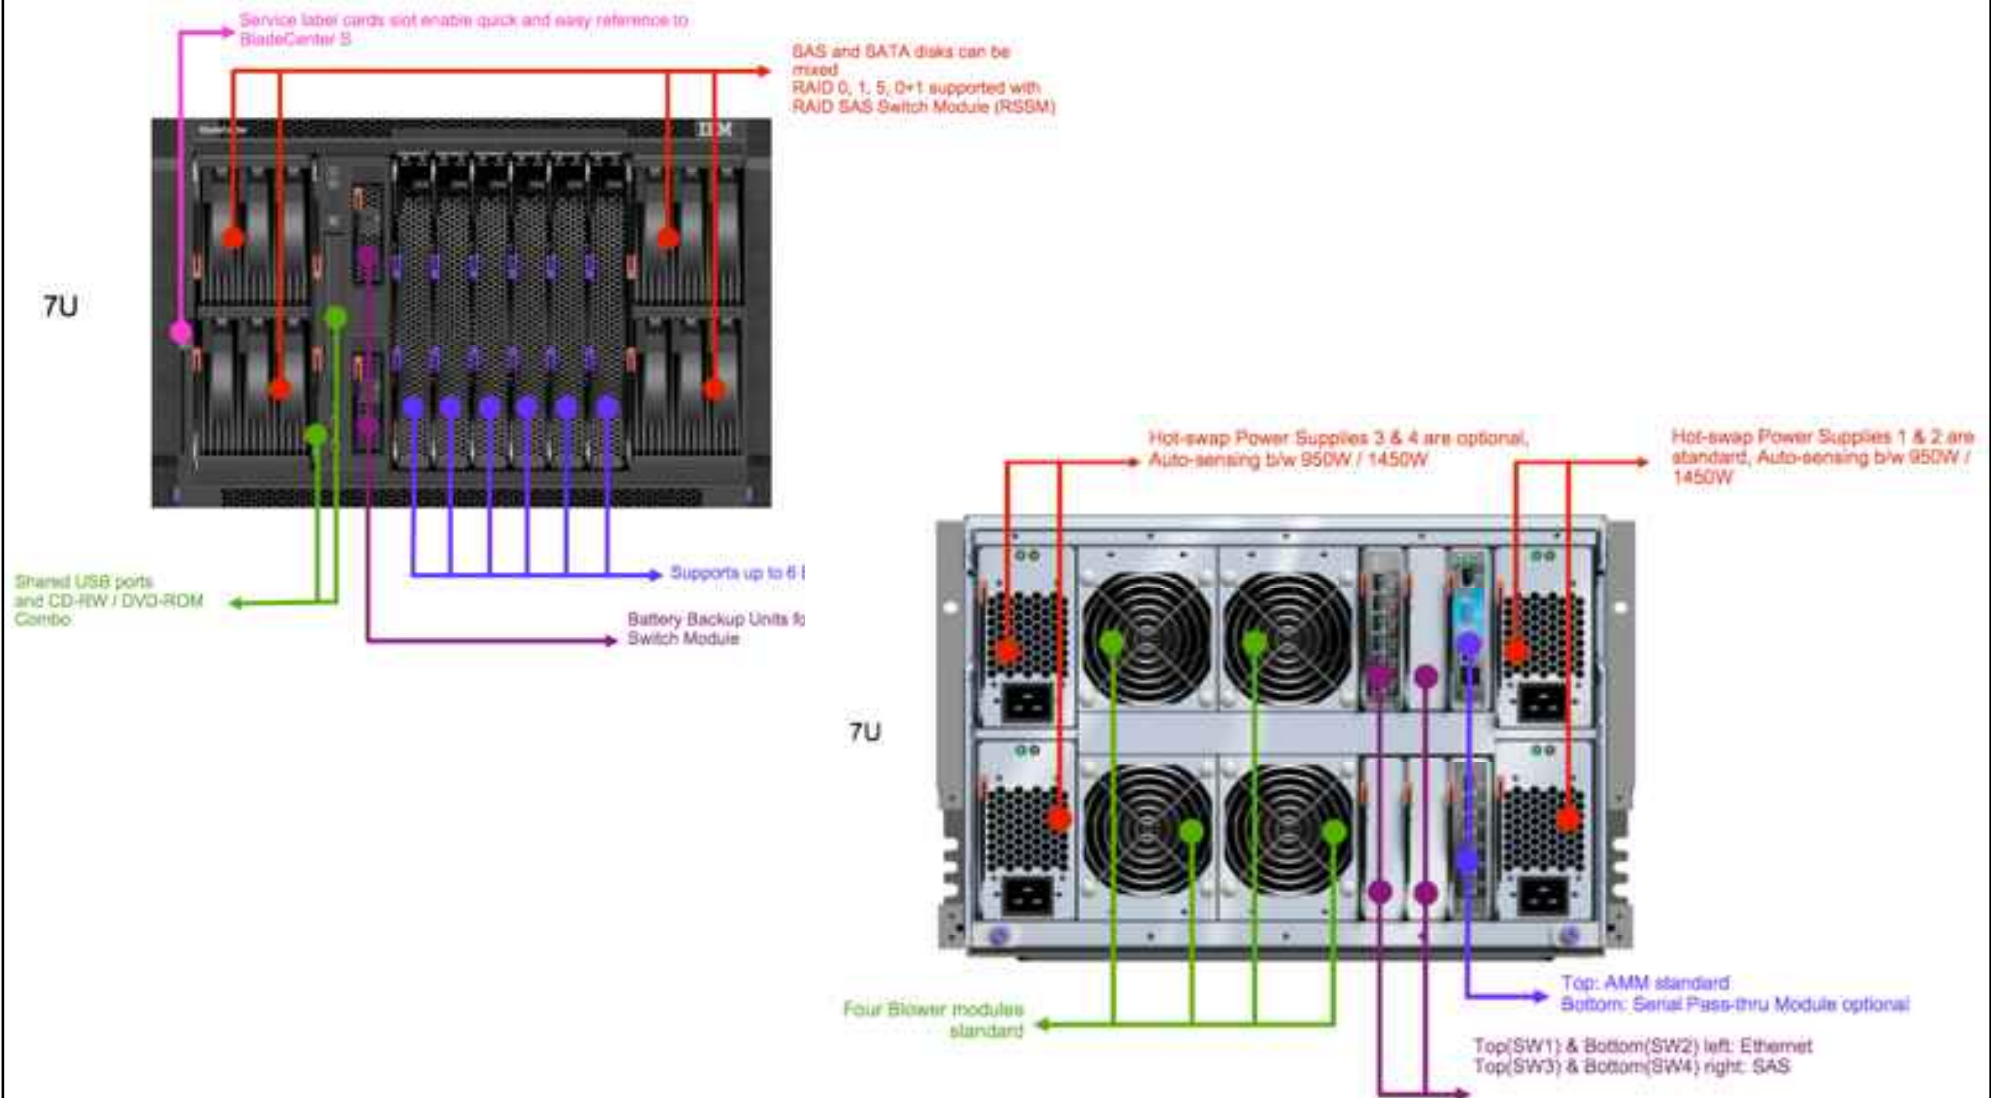 Service label cards slot enable quick and easy reference to
BladeCenter S
SAS and SATA disks can be
mixed
RAID 0, 1, 5, 0+1 supported with
RAID SAS Switch Module (RSSM)
IBM
7U
Shared USB ports
and CD-RW / DVD-ROM
Combo
Supports up to 6
Battery Backup Units
Switch Module
Hot-swap Power Supplies 3 & 4 are optional,
Auto-sensing b/w 950W / 1450W
Hot-swap Power Supplies 1 & 2 are
standard, Auto-sensing b/w 950W /
1450W
7U
Four Blower modules
standard
Top: AMM standard
Bottom: Serial Pass-thru Module optional
Top(SW1) & Bottom(SW2) left: Ethernet
Top(SW3) & Bottom(SW4) right: SAS